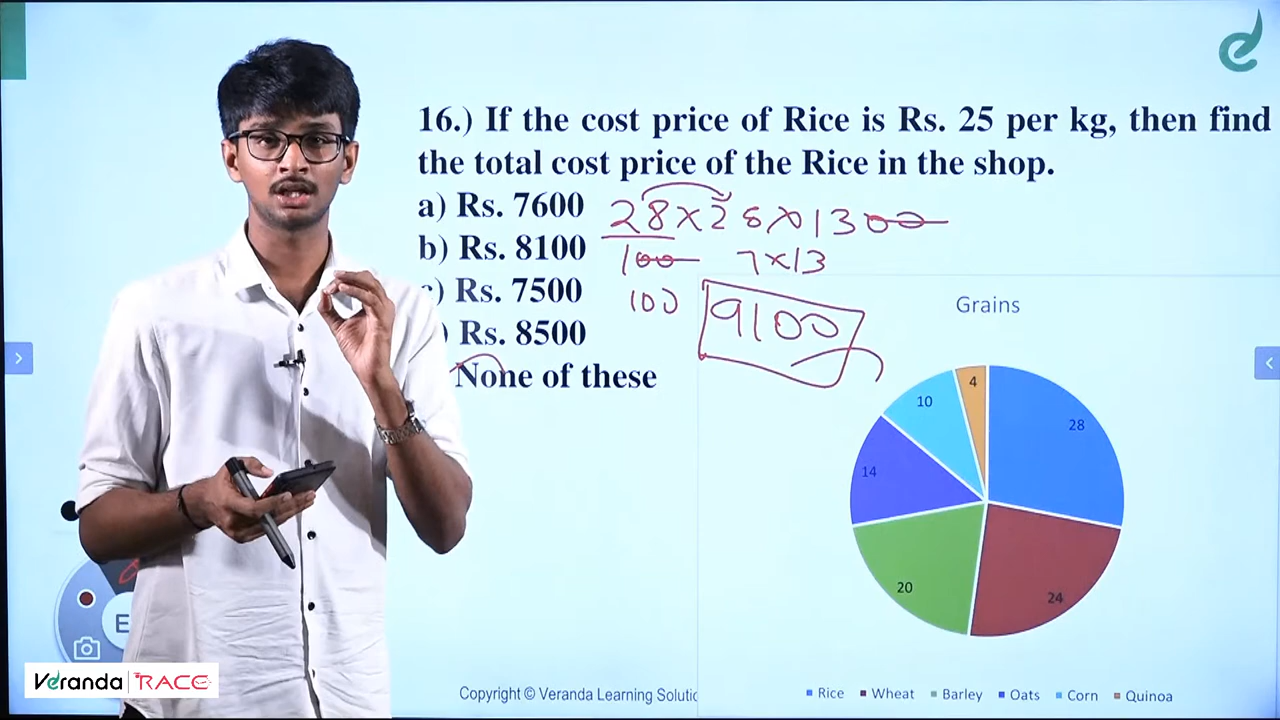 16.) If the cost price of Rice is Rs. 25 per kg, then find
the total cost price of the Rice in the shop.
a) Rs. 7600
b) Rs. 8100
c) Rs. 7500
) Rs. 8500
None of these
28 × 25 × 1300
100
7×13
100
9100
Grains
4
10
28
14
20
24
Rice Wheat Barley Oats Corn Quinoa
E
Veranda RACE
Copyright © Veranda Learning